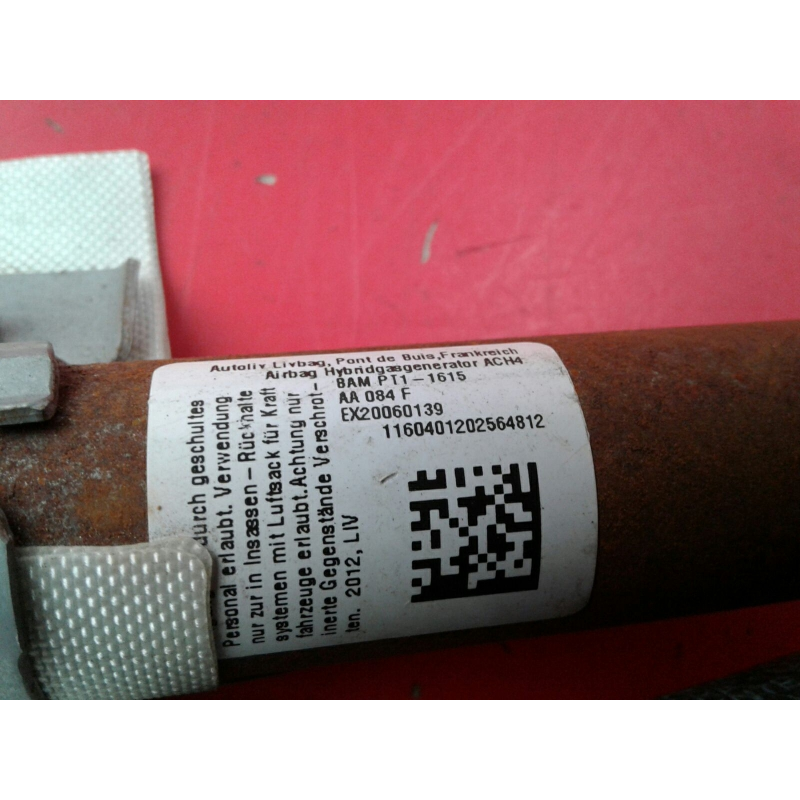 Autoliv Livbag, Pont de Buis,Frankreich
Airbag Hybridgasgenerator ACH4
BAM PT1-1615
AA 084 F
EX20060139
1160401202564812
durch geschultes
Personal erlaubt. Verwendung
nur zur in Insassen-Rückhalte
systemen mit Luftsack für Kraft
fahrzeuge erlaubt.Achtung nur
inerte Gegenstände Verschrot-
ten. 2012, LIV